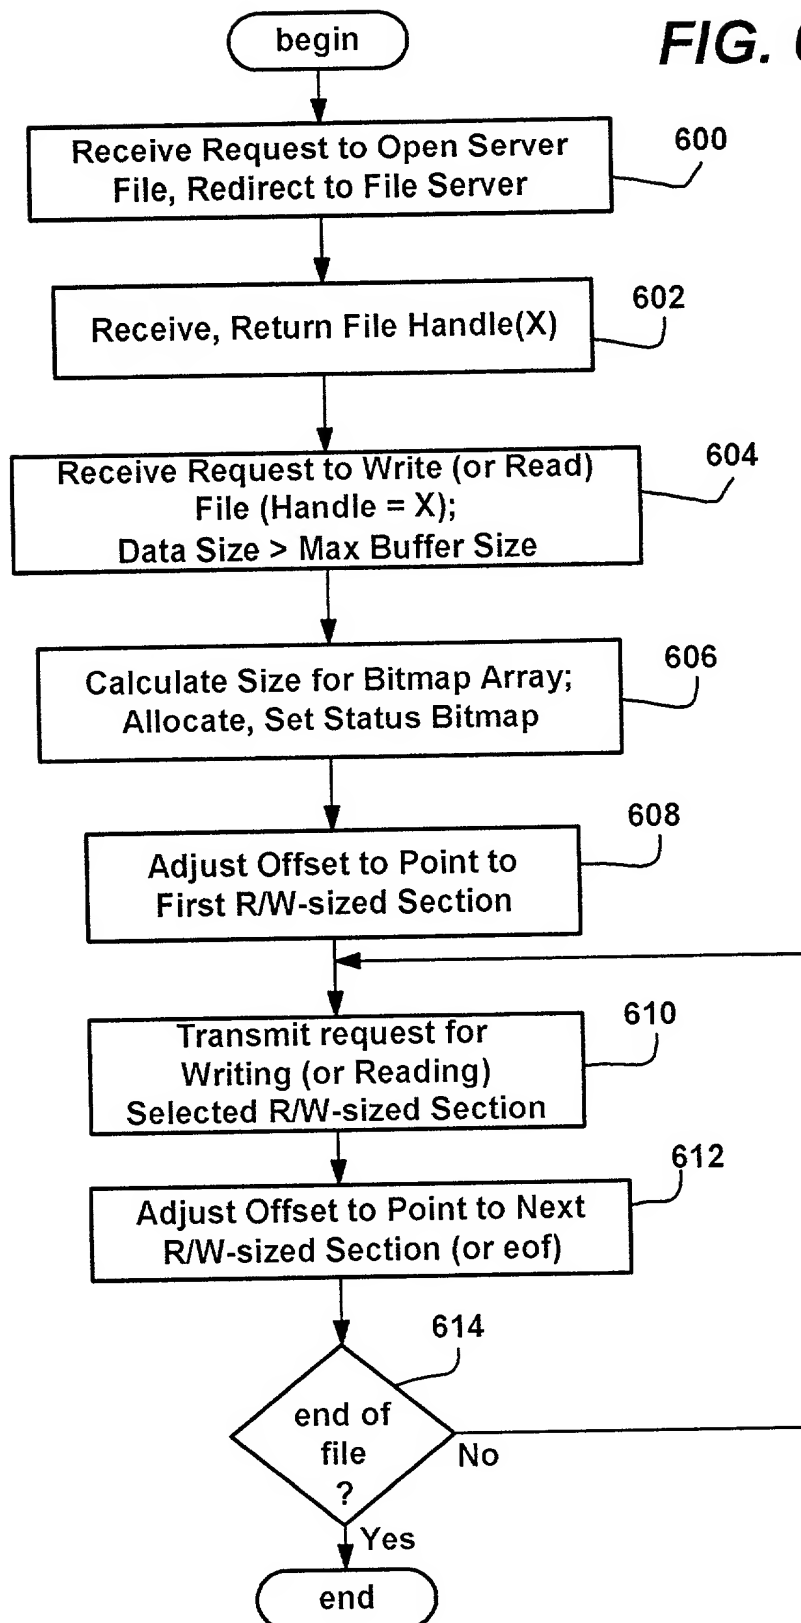 begin
FIG. 6
Receive Request to Open Server
File, Redirect to File Server
600
Receive, Return File Handle(X)
602
Receive Request to Write (or Read)
File (Handle = X);
Data Size > Max Buffer Size
604
Calculate Size for Bitmap Array;
Allocate, Set Status Bitmap
606
Adjust Offset to Point to
First R/W-sized Section
608
Transmit request for
Writing (or Reading)
Selected R/W-sized Section
610
Adjust Offset to Point to Next
R/W-sized Section (or eof)
612
614
end of
file
?
No
Yes
end